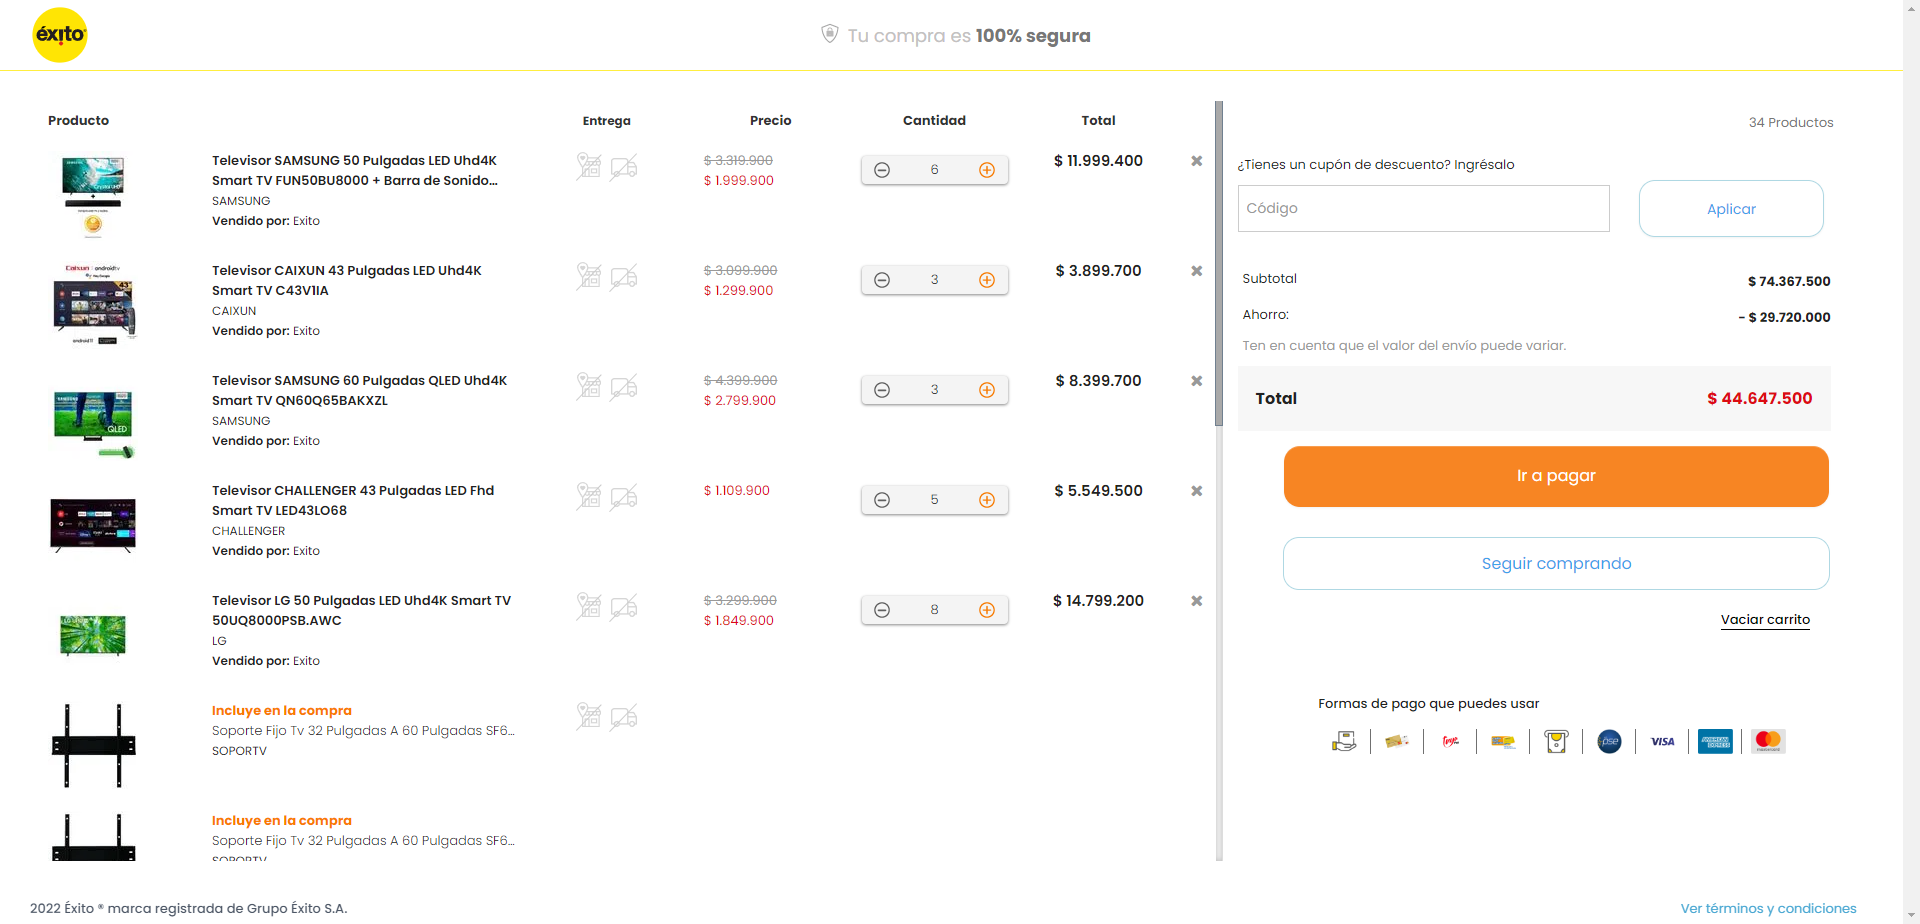 éxito
Tu compra es 100% segura
Producto Entrega Precio Cantidad Total
Televisor SAMSUNG 50 Pulgadas LED Uhd4K
Smart TV FUN50BU8000 + Barra de Sonido...
SAMSUNG
Vendido por: Exito
$ 3.319.900
$ 1.999.900
6
$ 11.999.400
Televisor CAIXUN 43 Pulgadas LED Uhd4K
Smart TV C43V1IA
CAIXUN
Vendido por: Exito
$ 3.099.900
$ 1.299.900
3
$ 3.899.700
Televisor SAMSUNG 60 Pulgadas QLED Uhd4K
Smart TV QN60Q65BAKXZL
SAMSUNG
Vendido por: Exito
$ 4.399.900
$ 2.799.900
3
$ 8.399.700
QLED
Televisor CHALLENGER 43 Pulgadas LED Fhd
Smart TV LED43LO68
CHALLENGER
Vendido por: Exito
$ 1.109.900
5
$ 5.549.500
Televisor LG 50 Pulgadas LED Uhd4K Smart TV
50UQ8000PSB.AWC
LG
Vendido por: Exito
$ 3.299.900
$ 1.849.900
8
$ 14.799.200
Incluye en la compra
Soporte Fijo Tv 32 Pulgadas A 60 Pulgadas SF6...
SOPORTV
Incluye en la compra
Soporte Fijo Tv 32 Pulgadas A 60 Pulgadas SF6...
SOPORTV
34 Productos
¿Tienes un cupón de descuento? Ingrésalo
Código
Aplicar
Subtotal $ 74.367.500
Ahorro: - $ 29.720.000
Ten en cuenta que el valor del envío puede variar.
Total $ 44.647.500
Ir a pagar
Seguir comprando
Vaciar carrito
Formas de pago que puedes usar
pse VISA AMERICAN EXPRESS
2022 Éxito ® marca registrada de Grupo Éxito S.A.
Ver términos y condiciones